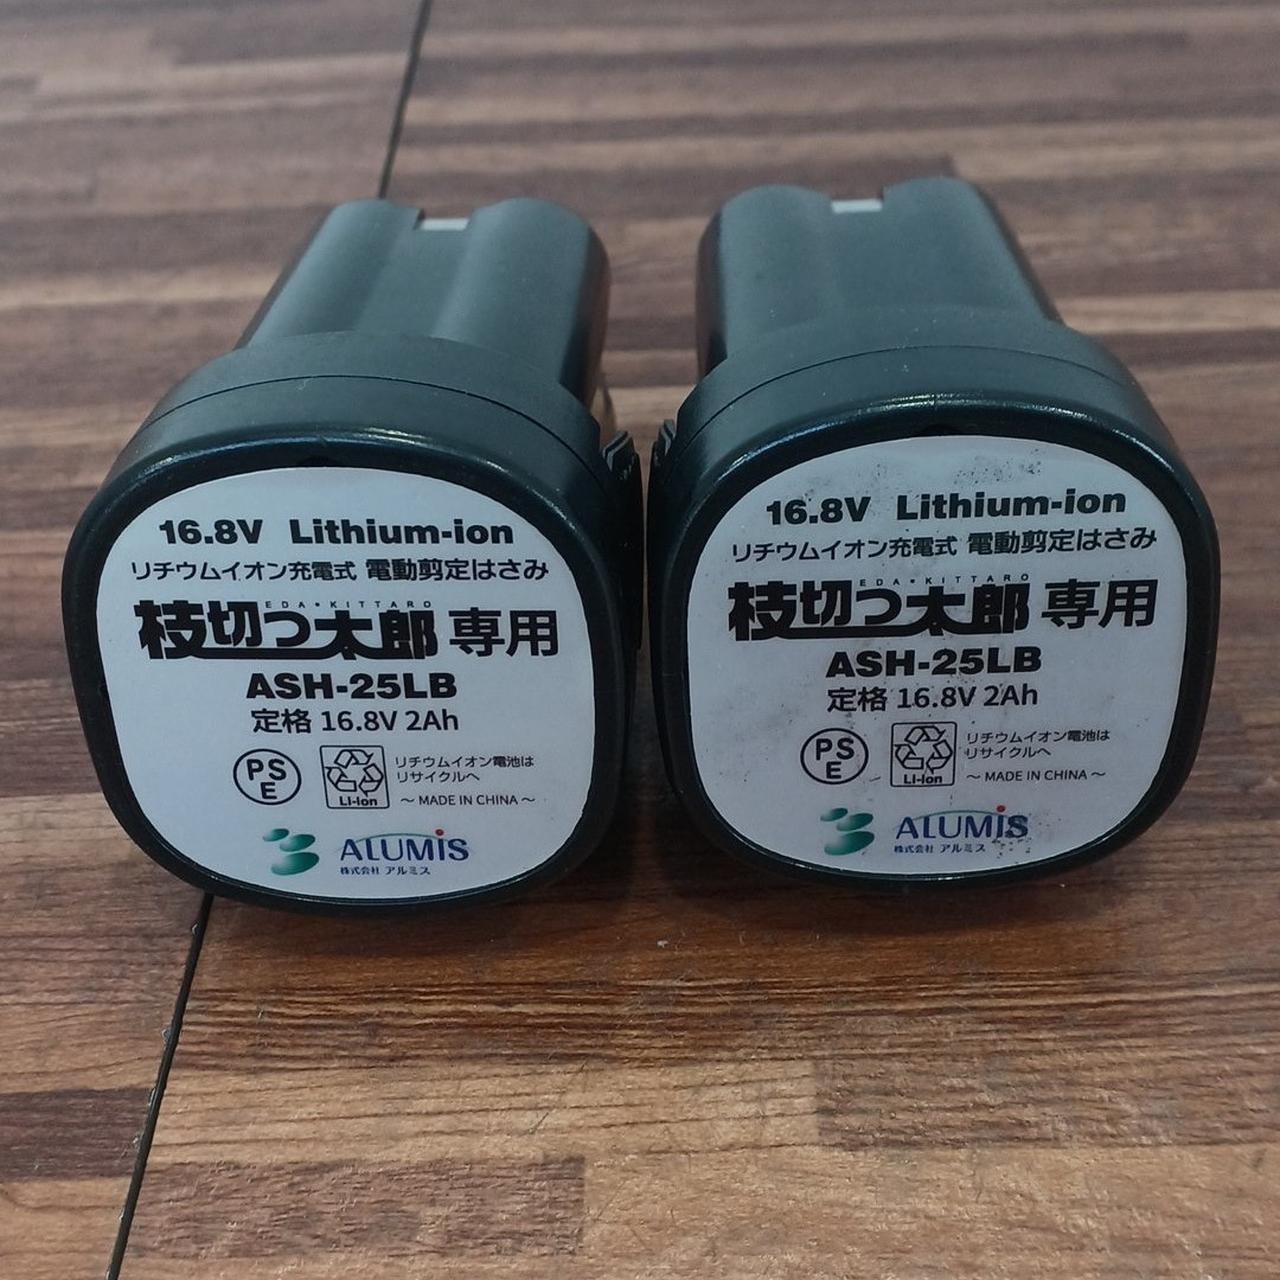 16.8V Lithium-ion
リチウムイオン充電式 電動剪定はさみ
EDA・KITTARO
枝切っ太郎 専用
ASH-25LB
定格 16.8V 2Ah
PS
E
Li-ion
リチウムイオン電池は
リサイクルへ
～ MADE IN CHINA ～
ALUMiS
株式会社 アルミス
16.8V Lithium-ion
リチウムイオン充電式 電動剪定はさみ
EDA・KITTARO
枝切っ太郎 専用
ASH-25LB
定格 16.8V 2Ah
PS
E
Li-ion
リチウムイオン電池は
リサイクルへ
～ MADE IN CHINA ～
ALUMiS
株式会社 アルミス